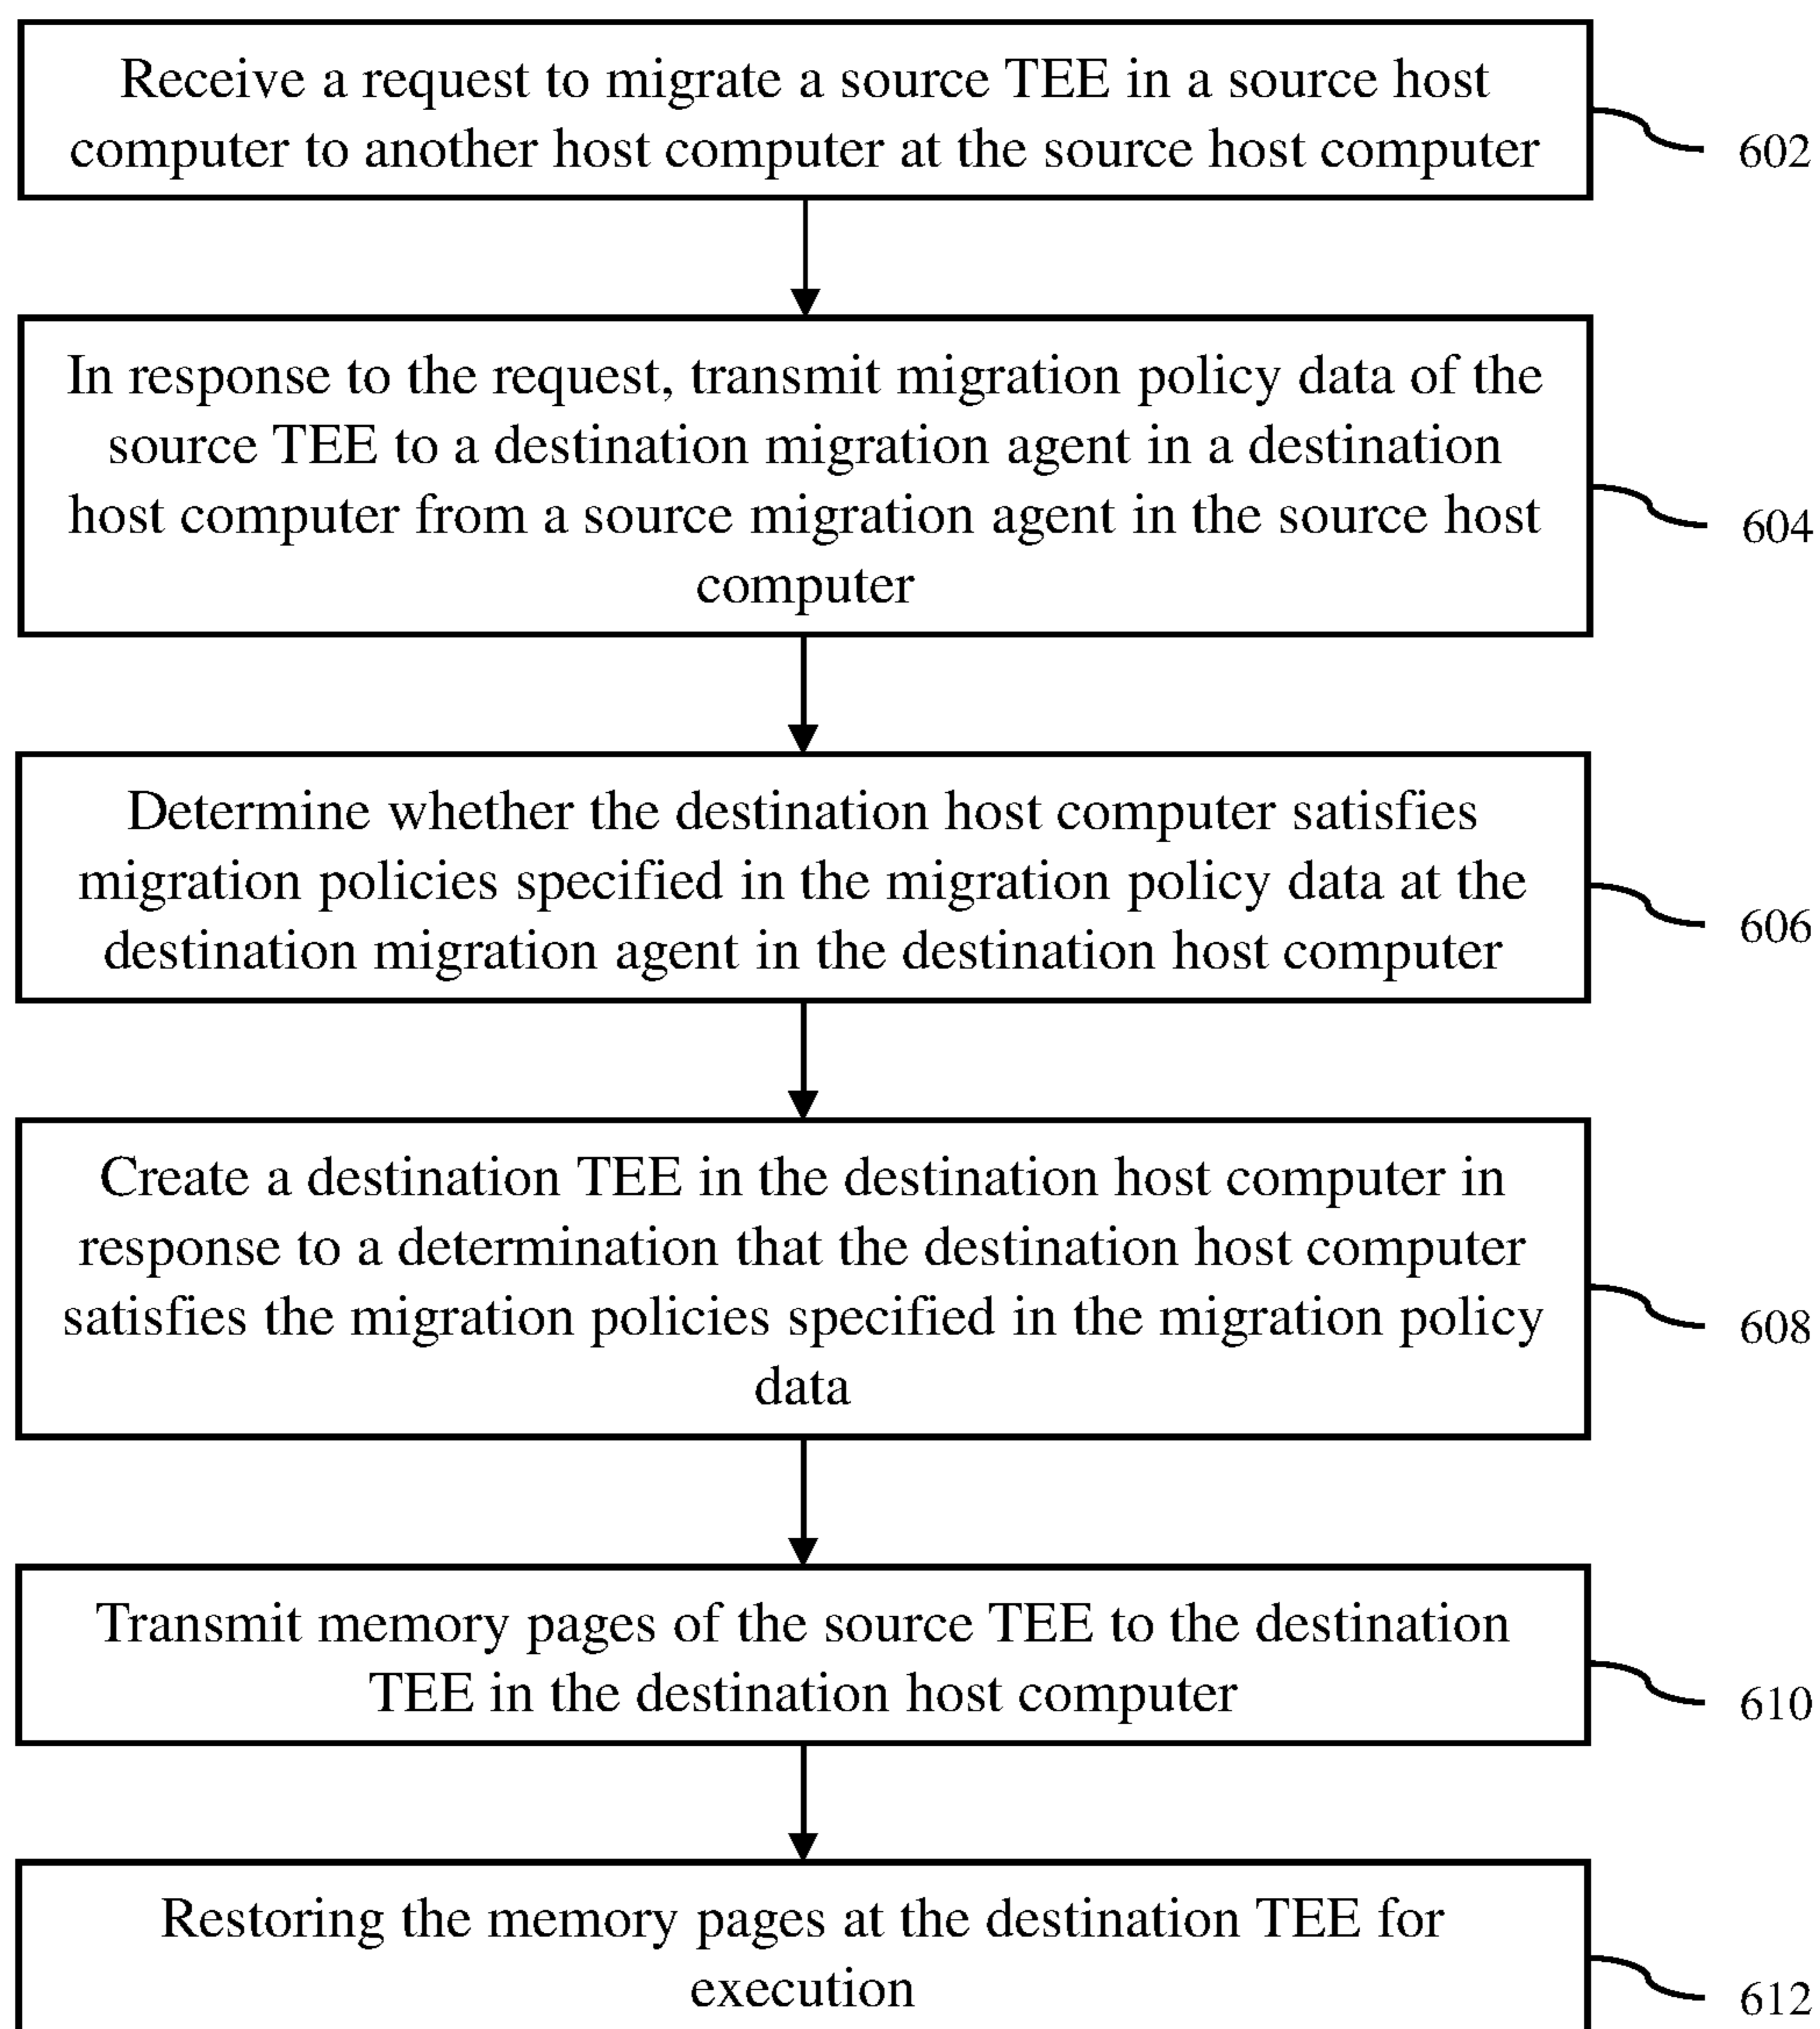 Receive a request to migrate a source TEE in a source host
computer to another host computer at the source host computer
602
In response to the request, transmit migration policy data of the
source TEE to a destination migration agent in a destination
host computer from a source migration agent in the source host
computer
604
Determine whether the destination host computer satisfies
migration policies specified in the migration policy data at the
destination migration agent in the destination host computer
606
Create a destination TEE in the destination host computer in
response to a determination that the destination host computer
satisfies the migration policies specified in the migration policy
data
608
Transmit memory pages of the source TEE to the destination
TEE in the destination host computer
610
Restoring the memory pages at the destination TEE for
execution
612